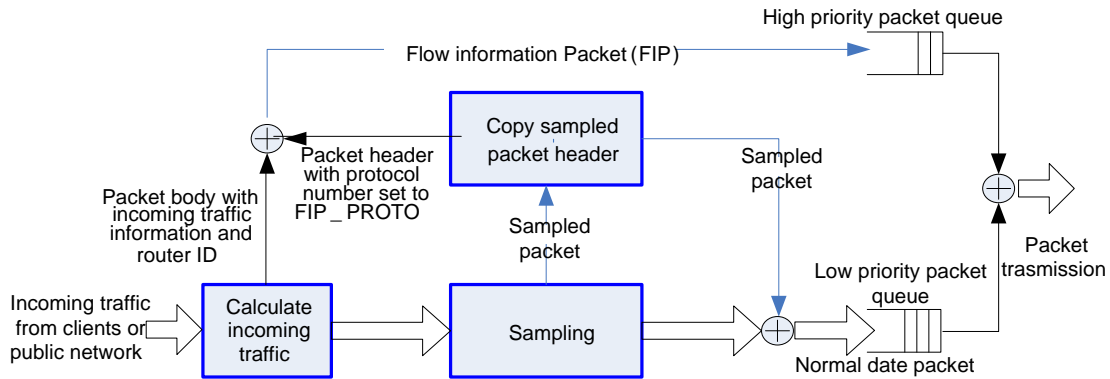 High priority packet queue
Flow information Packet (FIP)
Copy sampled
packet header
Packet header
with protocol
number set to
FIP _ PROTO
Sampled
packet
Packet body with
incoming traffic
information and
router ID
Sampled
packet
Packet
trasmission
Low priority packet
queue
Incoming traffic
from clients or
public network
Calculate
incoming
traffic
Sampling
Normal date packet